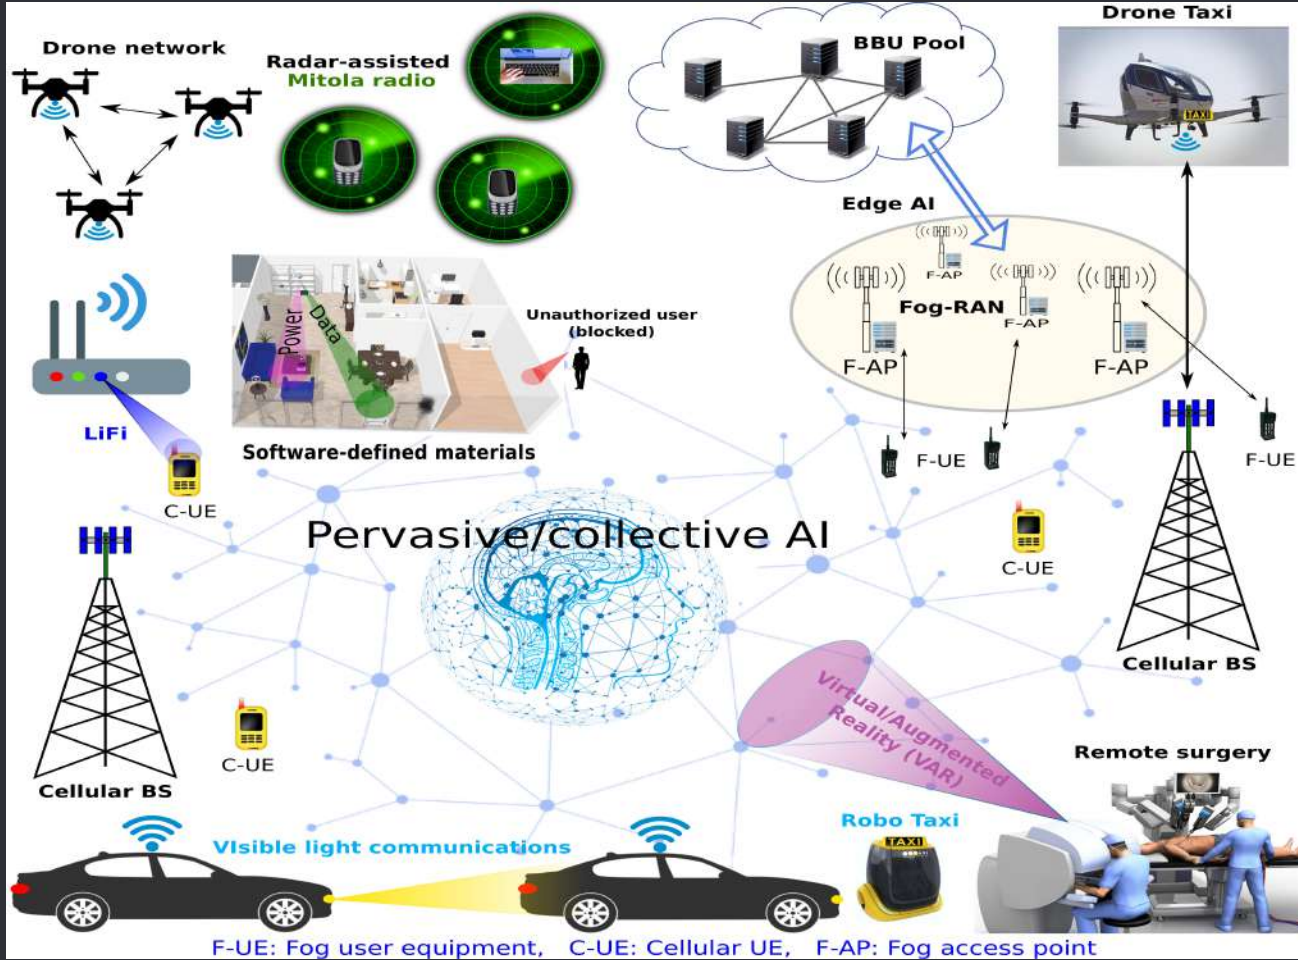 Drone network
Radar-assisted
Mitola radio
BBU Pool
Drone Taxi
TAXI
Edge AI
F-AP
Fog-RAN
F-AP
F-AP
F-AP
F-UE
F-UE
Power
Data
Unauthorized user
(blocked)
LiFi
C-UE
Software-defined materials
Pervasive/collective AI
C-UE
Cellular BS
C-UE
Cellular BS
Virtual/Augmented
Reality (VAR)
Remote surgery
VIsible light communications
Robo Taxi
TAXI
F-UE: Fog user equipment, C-UE: Cellular UE, F-AP: Fog access point